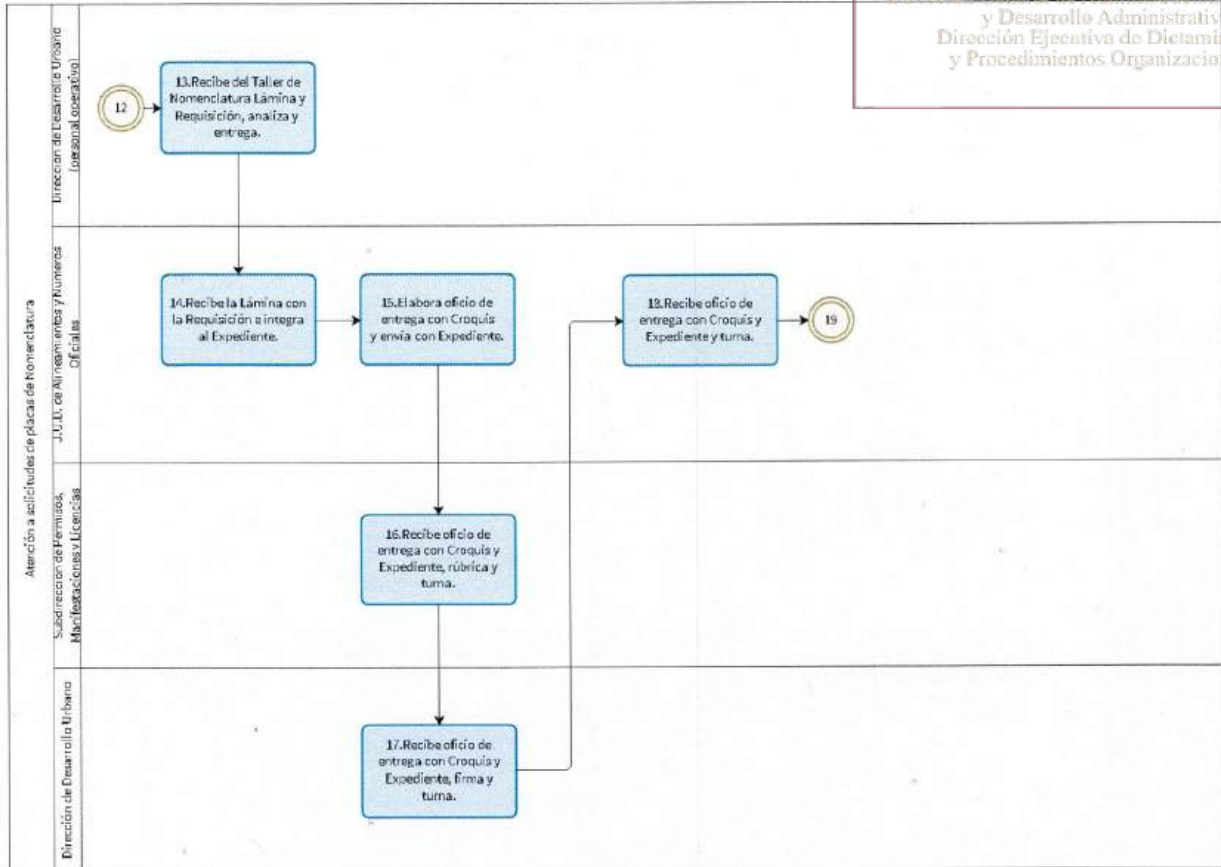 y Desarrollo Administrativ
Dirección Ejecutiva de Dictami
y Procedimientos Organizacion
Atención a solicitudes de placas de Nomenclatura
Dirección de Desarrollo Urbano
(personal operativo)
12
13.Recibe del Taller de
Nomenclatura Lámina y
Requisición, analiza y
entrega.
J.U.D. de Alineamientos y Números
Oficiales
14.Recibe la Lámina con
la Requisición e integra
al Expediente.
15.Elabora oficio de
entrega con Croquis
y envía con Expediente.
18.Recibe oficio de
entrega con Croquis y
Expediente y turna.
19
Subdirección de Permisos,
Manifestaciones y Licencias
16.Recibe oficio de
entrega con Croquis y
Expediente, rúbrica y
turna.
Dirección de Desarrollo Urbano
17.Recibe oficio de
entrega con Croquis y
Expediente, firma y
turna.